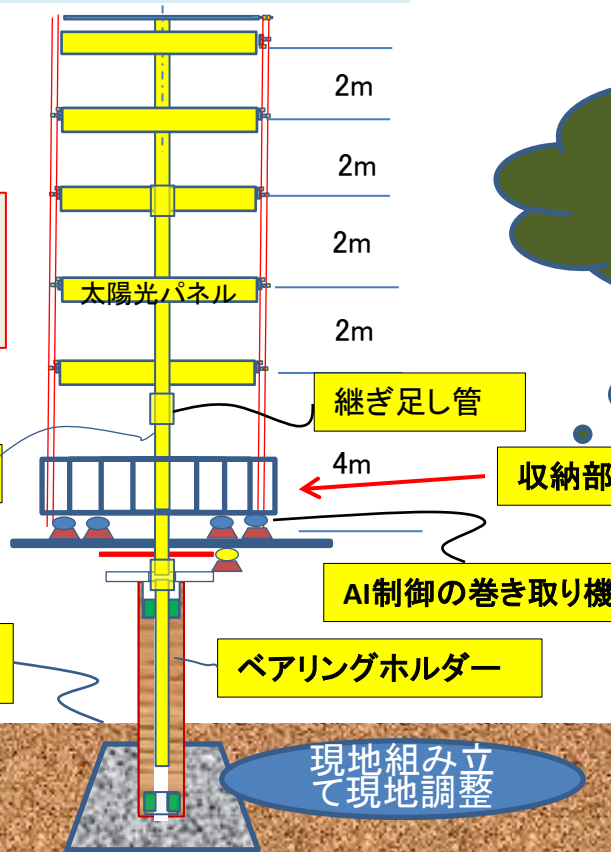 2m
2m
2m
太陽光パネル
2m
継ぎ足し管
4m
収納部
AI制御の巻き取り機
ベアリングホルダー
現地組み立
て現地調整